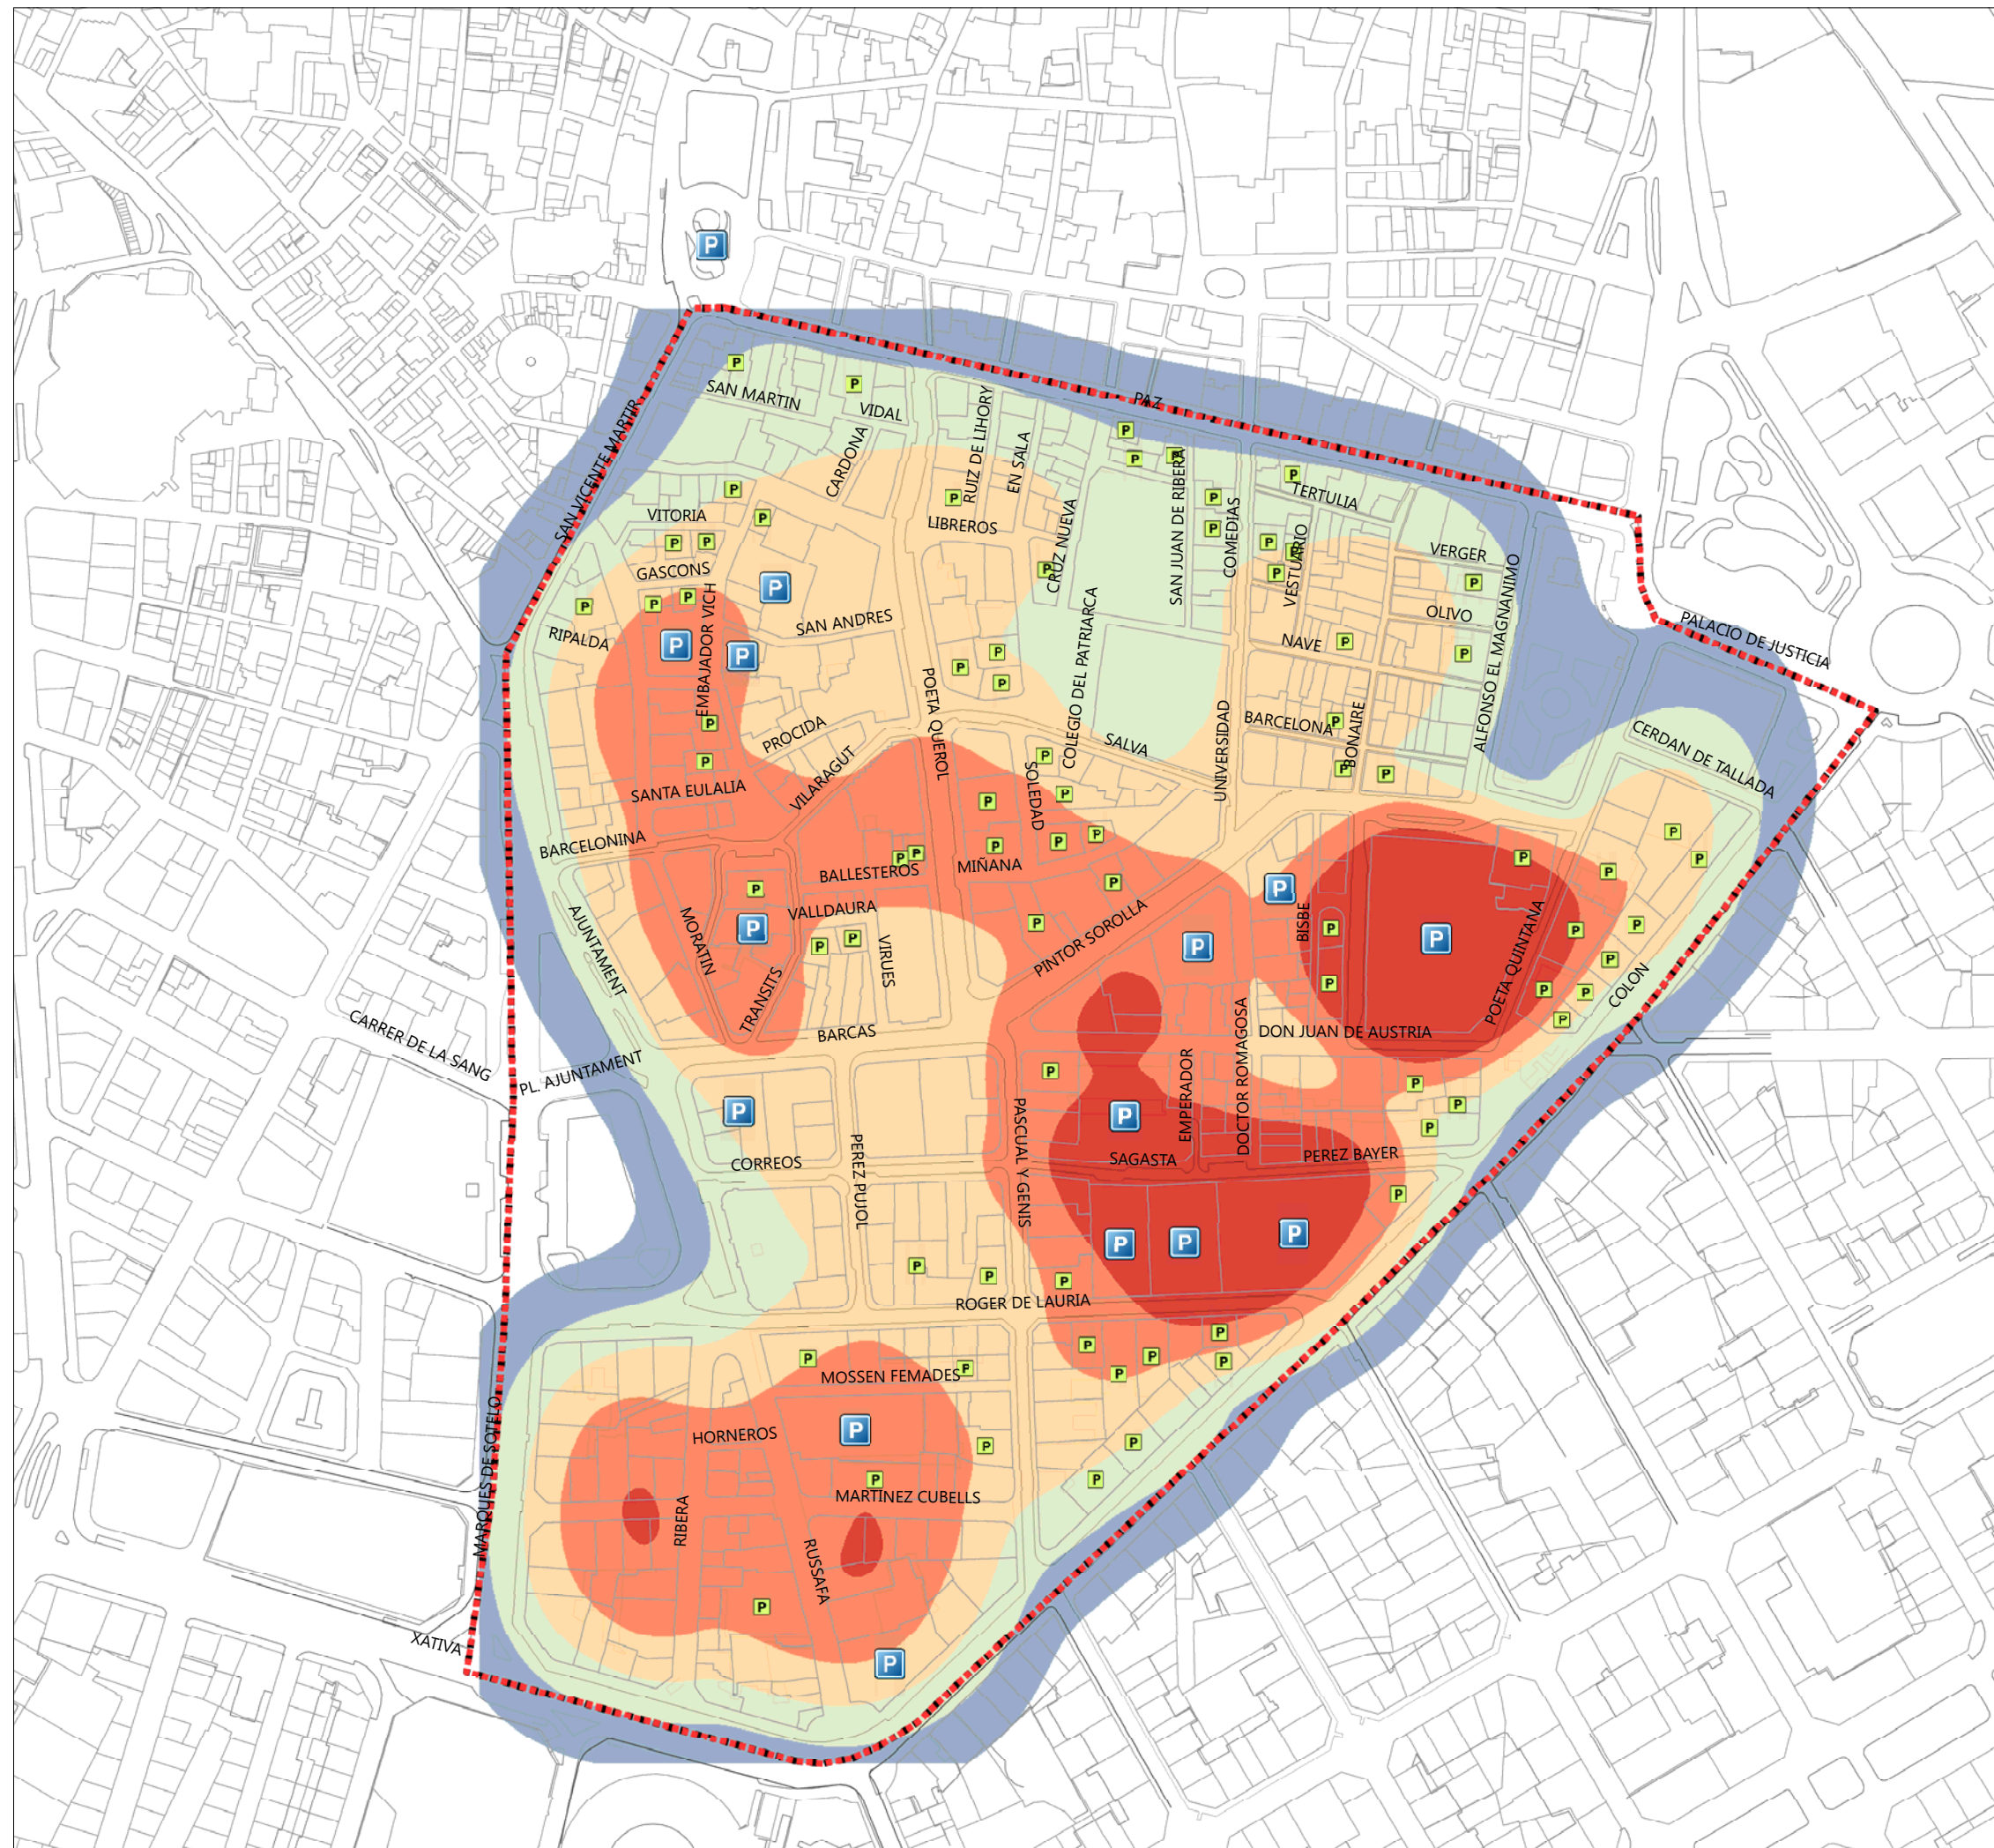 P
PAZ
SAN MARTIN
VIDAL
RUIZ DE LIHORY
SAN VICENTE MARTIR
CARDONA
EN SALA
SAN JUAN DE RIBERA
TERTULIA
VITORIA
LIBREROS
CRUZ NUEVA
COMEDIAS
VESTUARIO
VERGER
GASCONS
OLIVO
ALFONSO EL MAGNANIMO
PALACIO DE JUSTICIA
RIPALDA
EMBAJADOR VICH
SAN ANDRES
COLEGIO DEL PATRIARCA
NAVE
POETA QUEROL
PROCIDA
SALVA
UNIVERSIDAD
BARCELONA
BONAIRE
CERDAN DE TALLADA
SANTA EULALIA
VILARAGUT
SOLEDAD
BARCELONINA
BALLESTEROS
MIÑANA
AJUNTAMENT
MORATIN
VALLDAURA
VIRUES
PINTOR SOROLLA
BISBE
POETA QUINTANA
COLON
TRANSITS
BARCAS
DOCTOR ROMAGOSA
DON JUAN DE AUSTRIA
CARRER DE LA SANG
PL. AJUNTAMENT
EMPERADOR
PASCUAL Y GENIS
CORREOS
PEREZ PUJOL
SAGASTA
PEREZ BAYER
ROGER DE LAURIA
MOSSEN FEMADES
MARQUES DE SOTELO
HORNEROS
MARTINEZ CUBELLS
RIBERA
RUSSAFA
XATIVA